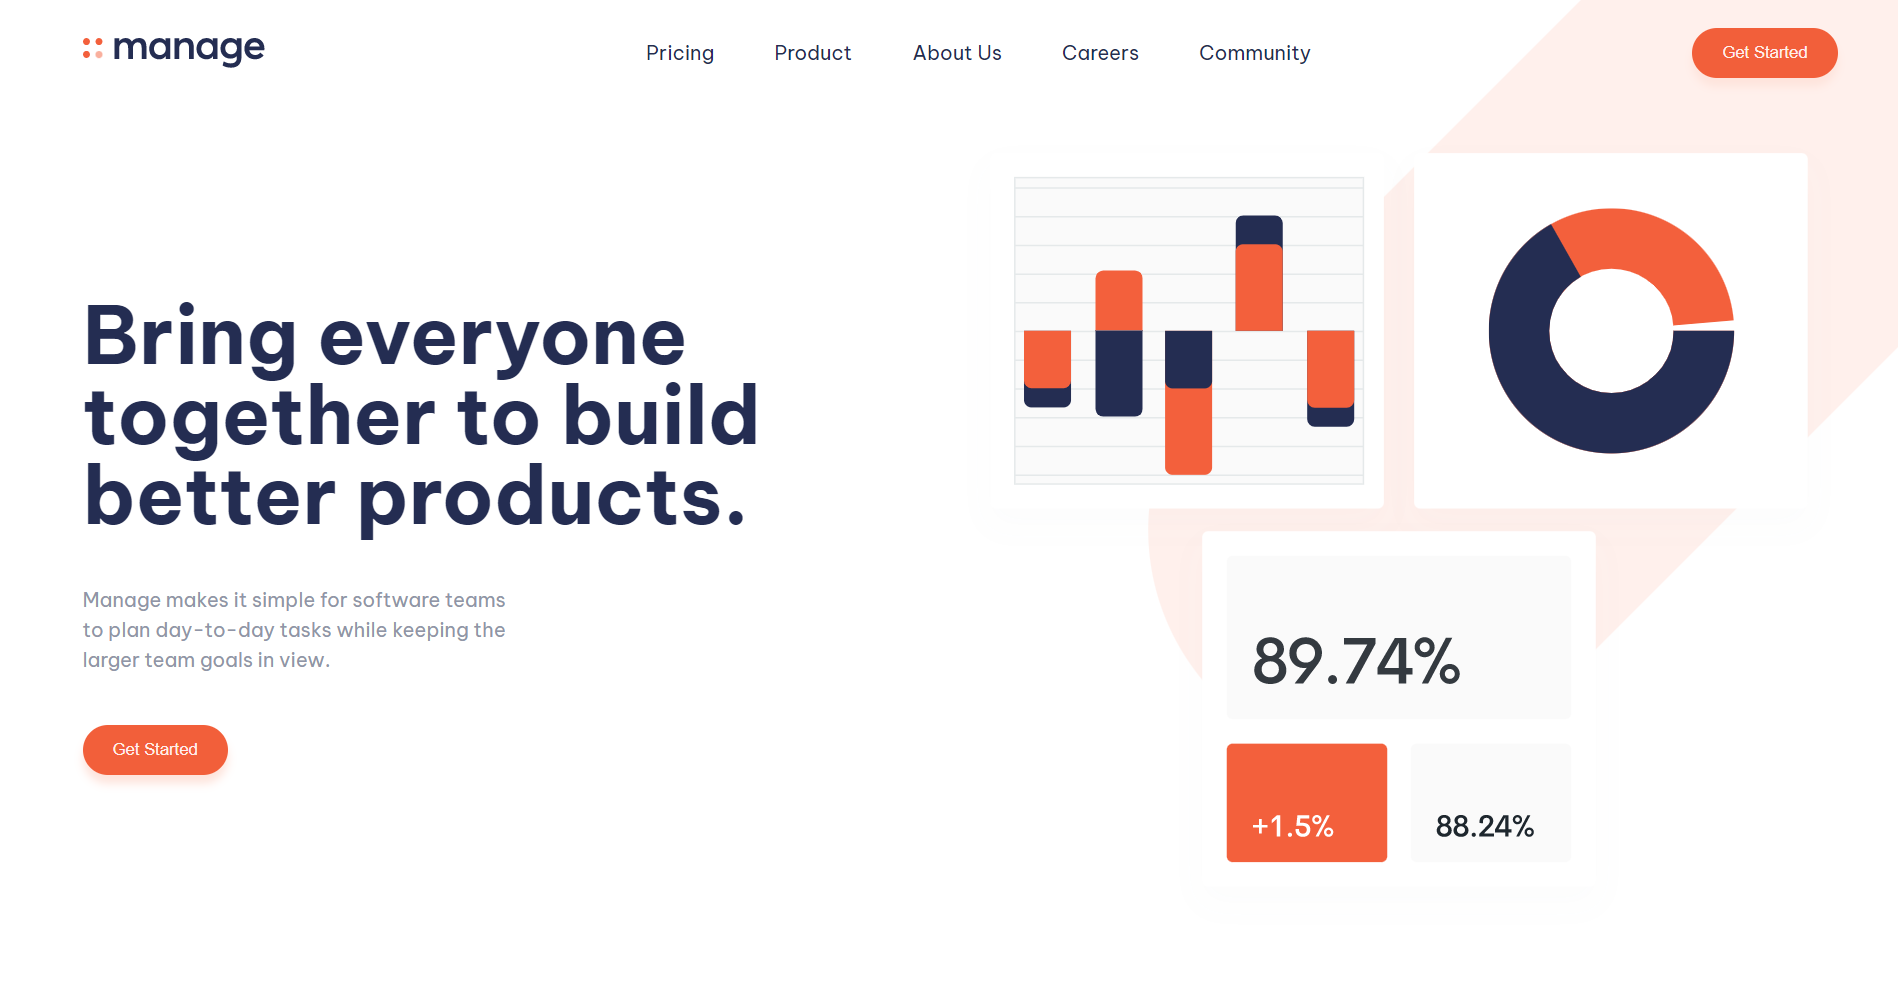 manage
Pricing
Product
About Us
Careers
Community
Get Started
Bring everyone
together to build
better products.
Manage makes it simple for software teams
to plan day-to-day tasks while keeping the
larger team goals in view.
Get Started
89.74%
+1.5%
88.24%